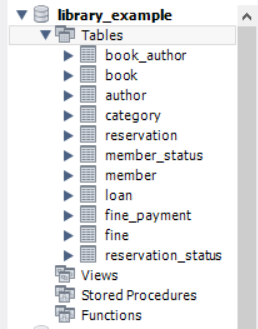 library_example
Tables
book_author
book
author
category
reservation
member_status
member
loan
fine_payment
fine
reservation_status
Views
Stored Procedures
Functions